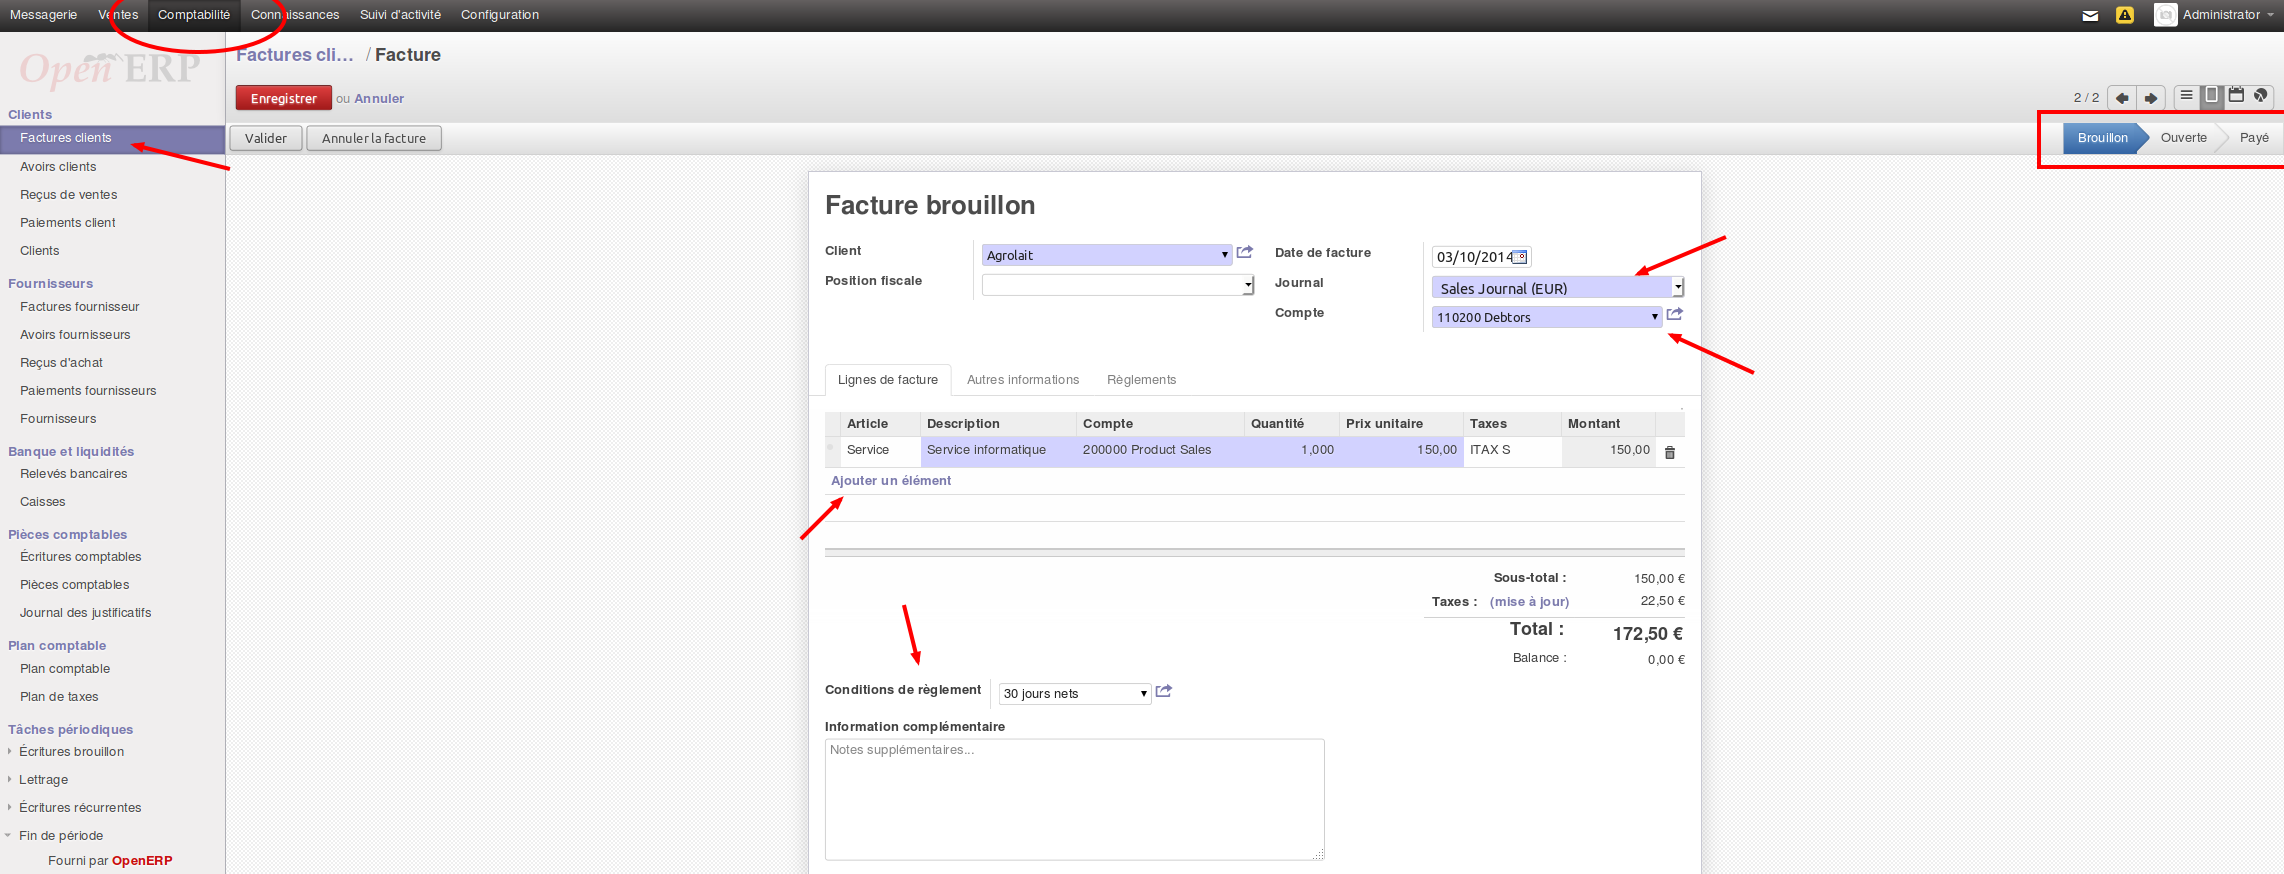 Messagerie Ventes Comptabilité Connaissances Suivi d'activité Configuration Administrator
Open ERP
Factures cli... / Facture
Enregistrer ou Annuler
2 / 2
Valider Annuler la facture
Brouillon Ouverte Payé
Clients
Factures clients
Avoirs clients
Reçus de ventes
Paiements client
Clients
Fournisseurs
Factures fournisseur
Avoirs fournisseurs
Reçus d'achat
Paiements fournisseurs
Fournisseurs
Banque et liquidités
Relevés bancaires
Caisses
Pièces comptables
Écritures comptables
Pièces comptables
Journal des justificatifs
Plan comptable
Plan comptable
Plan de taxes
Tâches périodiques
Écritures brouillon
Lettrage
Écritures récurrentes
Fin de période
Fourni par OpenERP
Facture brouillon
Client Agrolait
Position fiscale
Date de facture 03/10/2014
Journal Sales Journal (EUR)
Compte 110200 Debtors
Lignes de facture Autres informations Règlements
Article Description Compte Quantité Prix unitaire Taxes Montant
Service Service informatique 200000 Product Sales 1,000 150,00 ITAX S 150,00
Ajouter un élément
Sous-total : 150,00 €
Taxes : (mise à jour) 22,50 €
Total : 172,50 €
Balance : 0,00 €
Conditions de règlement 30 jours nets
Information complémentaire
Notes supplémentaires...